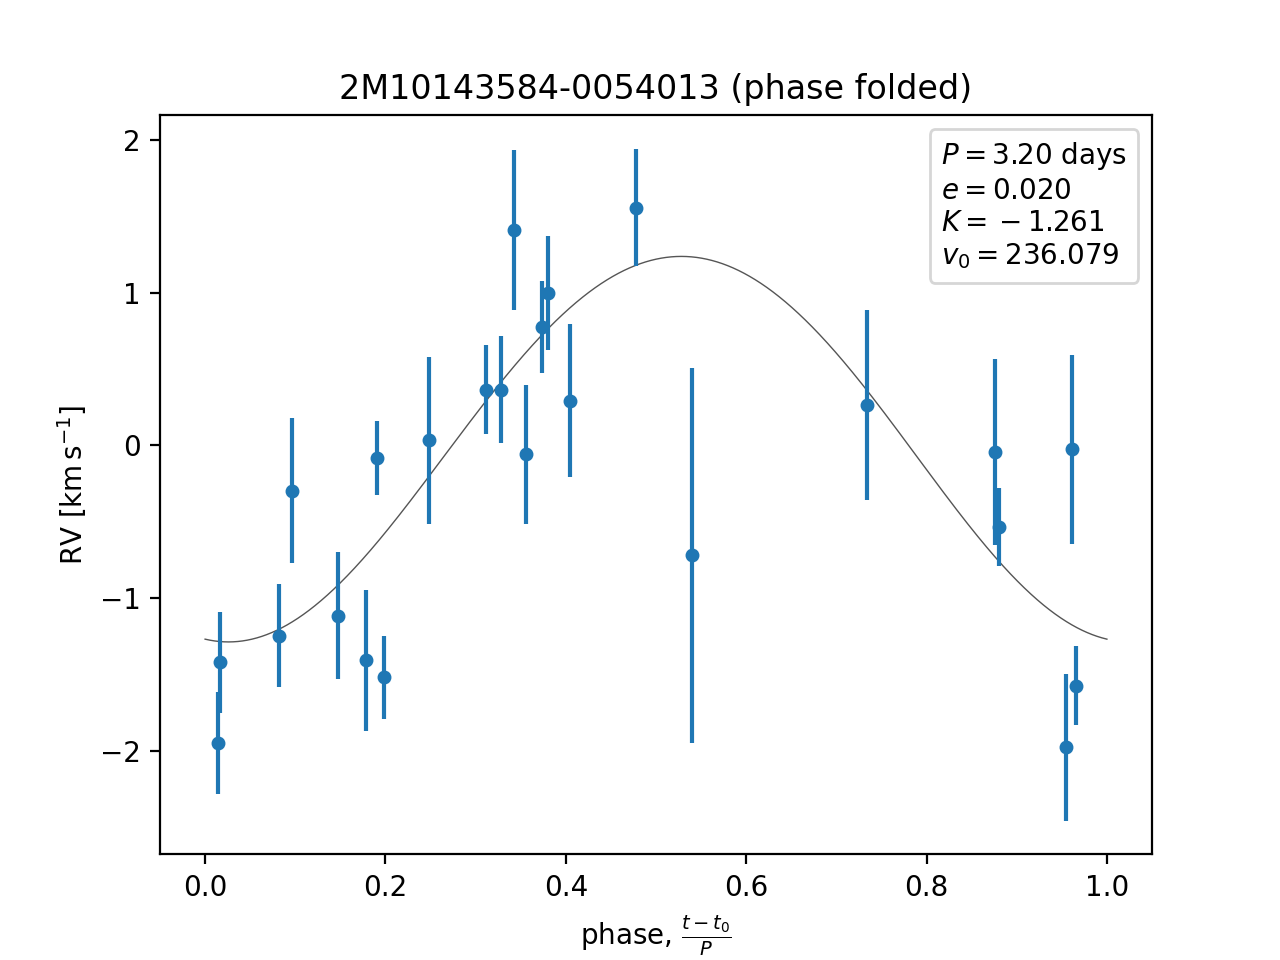 2M10143584-0054013 (phase folded)
P = 3.20 days
e = 0.020
K = −1.261
v₀ = 236.079
2
1
0
−1
−2
RV [km s⁻¹]
0.0 0.2 0.4 0.6 0.8 1.0
phase, (t − t₀)/P